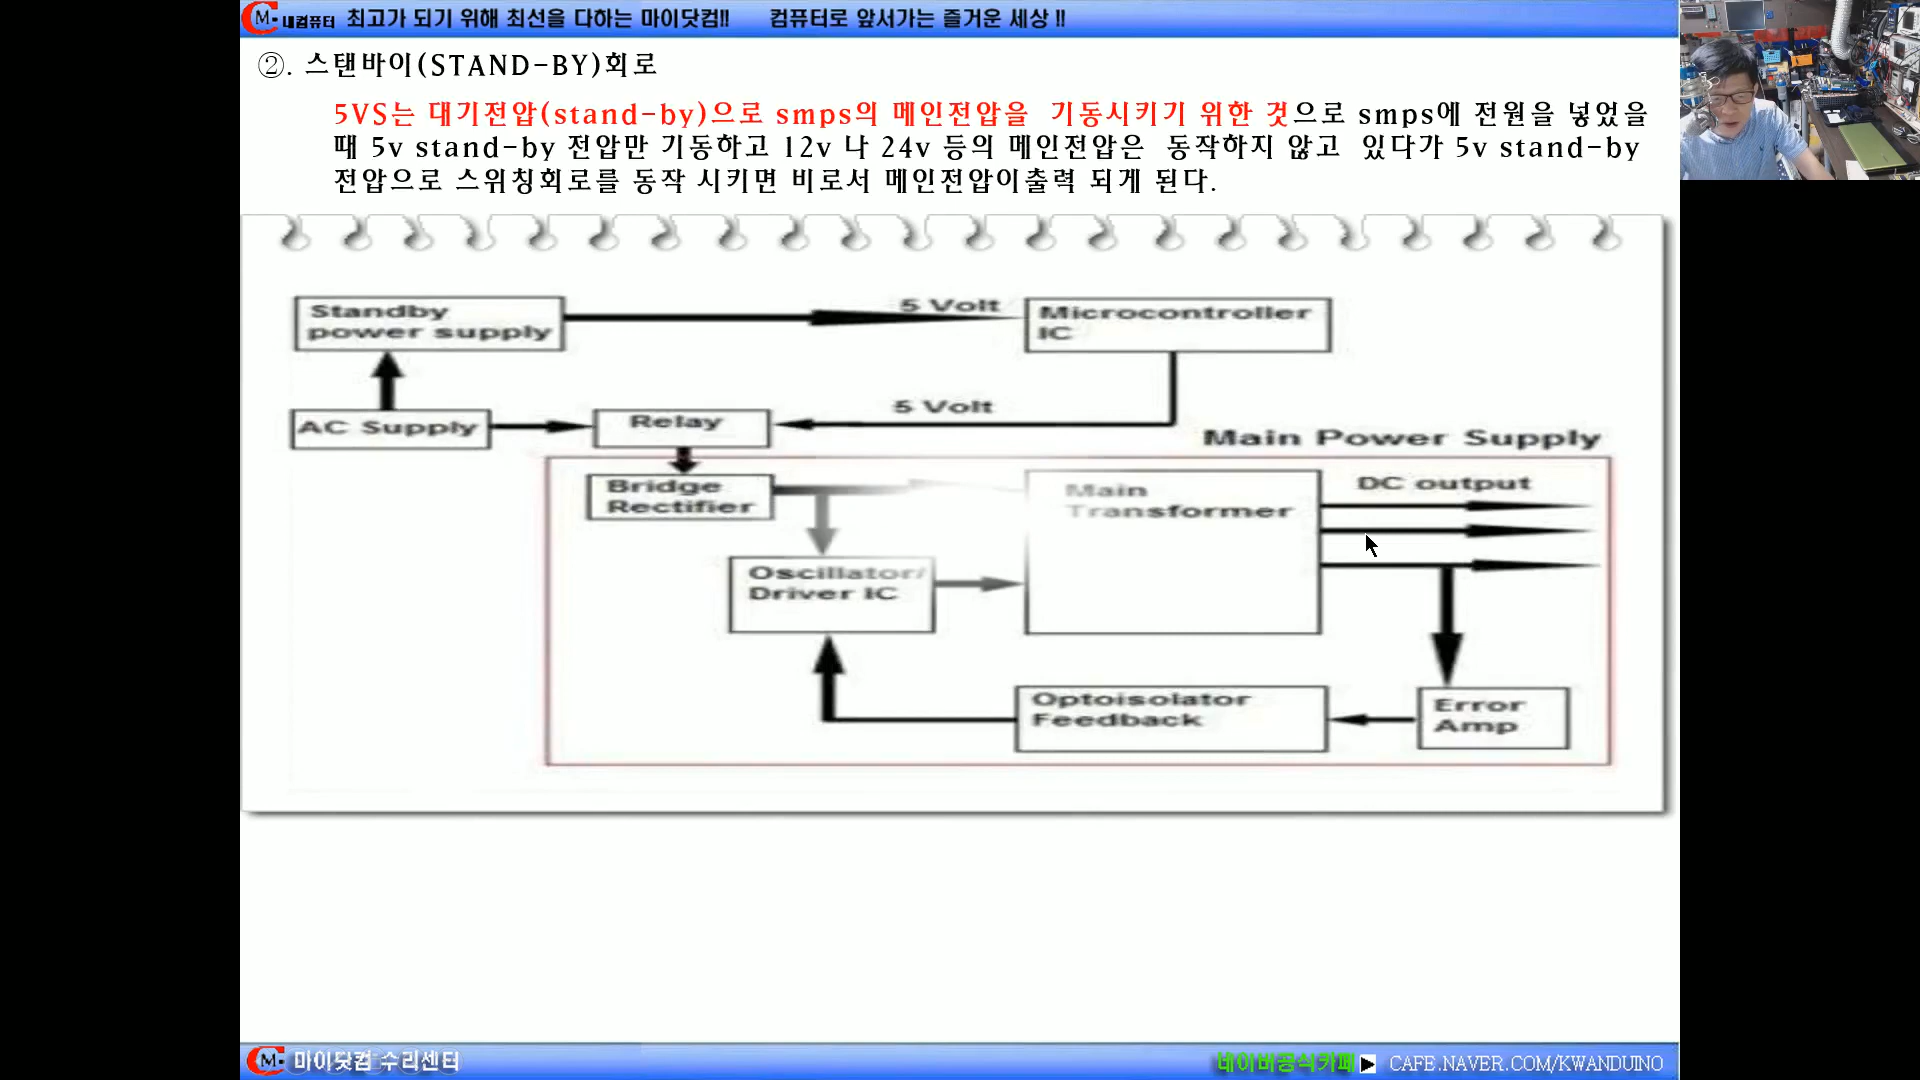 M. 내컴퓨터 최고가 되기 위해 최선을 다하는 마이닷컴!! 컴퓨터로 앞서가는 즐거운 세상 !!
②. 스탠바이(STAND-BY)회로
5VS는 대기전압(stand-by)으로 smps의 메인전압을 기동시키기 위한 것으로 smps에 전원을 넣었을
때 5v stand-by 전압만 기동하고 12v 나 24v 등의 메인전압은 동작하지 않고 있다가 5v stand-by
전압으로 스위칭회로를 동작 시키면 비로서 메인전압이출력 되게 된다.
Standby
power supply
5 Volt
Microcontroller
IC
AC Supply
Relay
5 Volt
Main Power Supply
Bridge
Rectifier
Main
Transformer
DC output
Oscillator/
Driver IC
Optoisolator
Feedback
Error
Amp
M. 마이닷컴 수리센터
네이버공식카페 ▶ CAFE.NAVER.COM/KWANDUINO